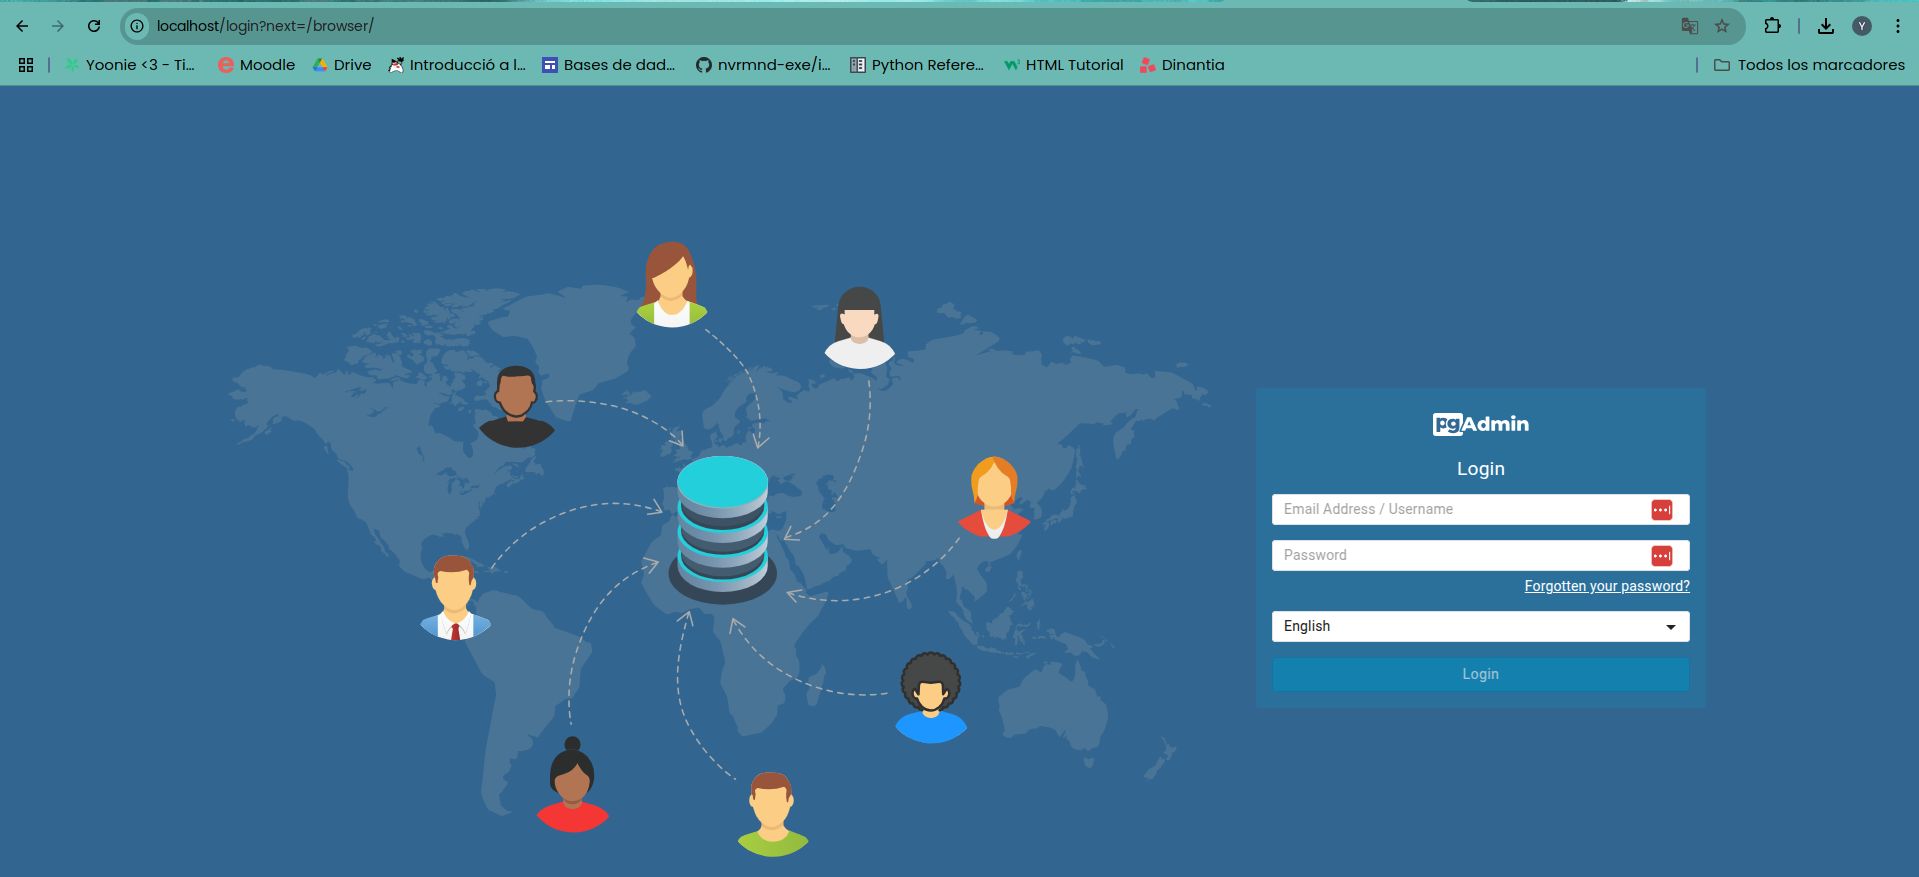 localhost/login?next=/browser/
Y
Yoonie <3 - Ti... Moodle Drive Introducció a l... Bases de dad... nvrmnd-exe/i... Python Refere... HTML Tutorial Dinantia Todos los marcadores
pgAdmin
Login
Email Address / Username
Password
Forgotten your password?
English
Login